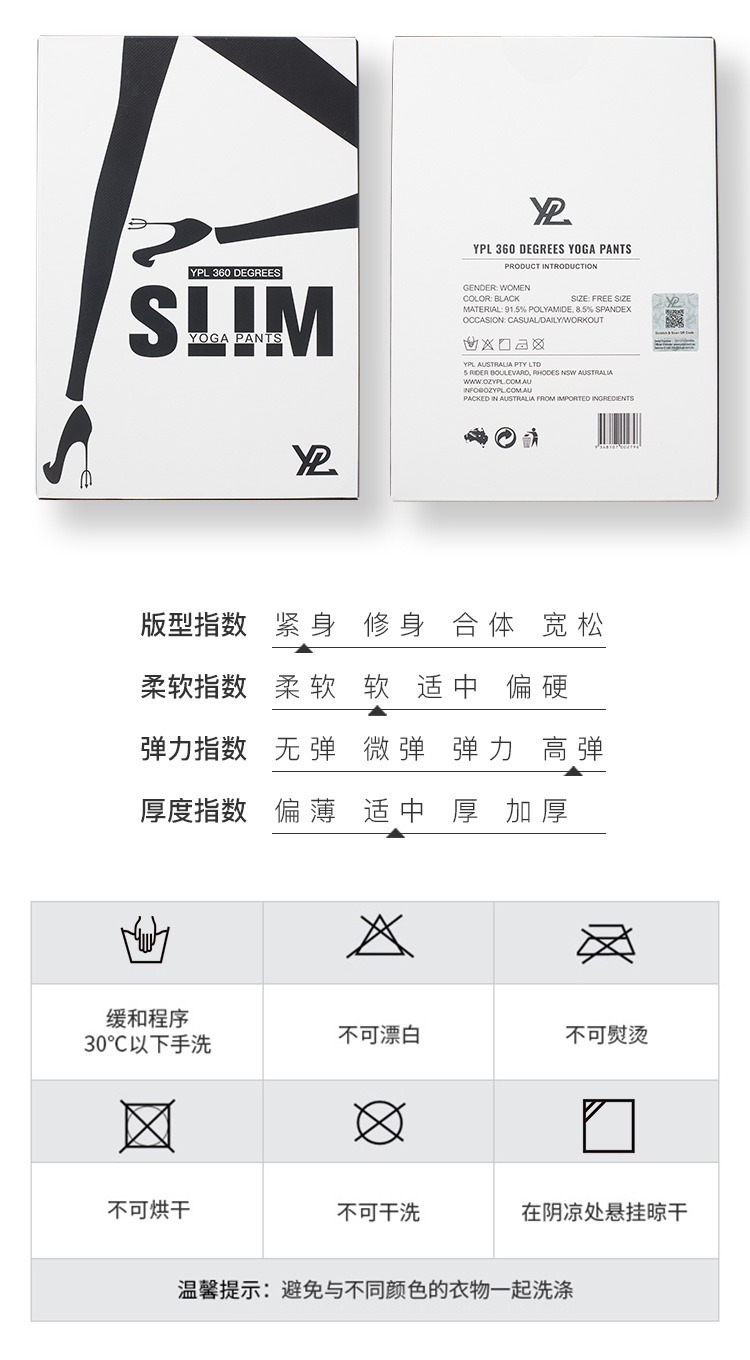 YPL 360 DEGREES
SLIM
YOGA PANTS
YPL
YPL
YPL 360 DEGREES YOGA PANTS
PRODUCT INTRODUCTION
GENDER: WOMEN
COLOR: BLACK SIZE: FREE SIZE
MATERIAL: 91.5% POLYAMIDE, 8.5% SPANDEX
OCCASION: CASUAL/DAILY/WORKOUT
YPL
Scratch & Scan QR Code
YPL AUSTRALIA PTY LTD
5 RIDER BOULEVARD, RHODES NSW AUSTRALIA
WWW.OZYPL.COM.AU
INFO@OZYPL.COM.AU
PACKED IN AUSTRALIA FROM IMPORTED INGREDIENTS
版型指数 紧身 修身 合体 宽松
柔软指数 柔软 软 适中 偏硬
弹力指数 无弹 微弹 弹力 高弹
厚度指数 偏薄 适中 厚 加厚
缓和程序
30℃以下手洗
不可漂白
不可熨烫
不可烘干
不可干洗
在阴凉处悬挂晾干
温馨提示：避免与不同颜色的衣物一起洗涤